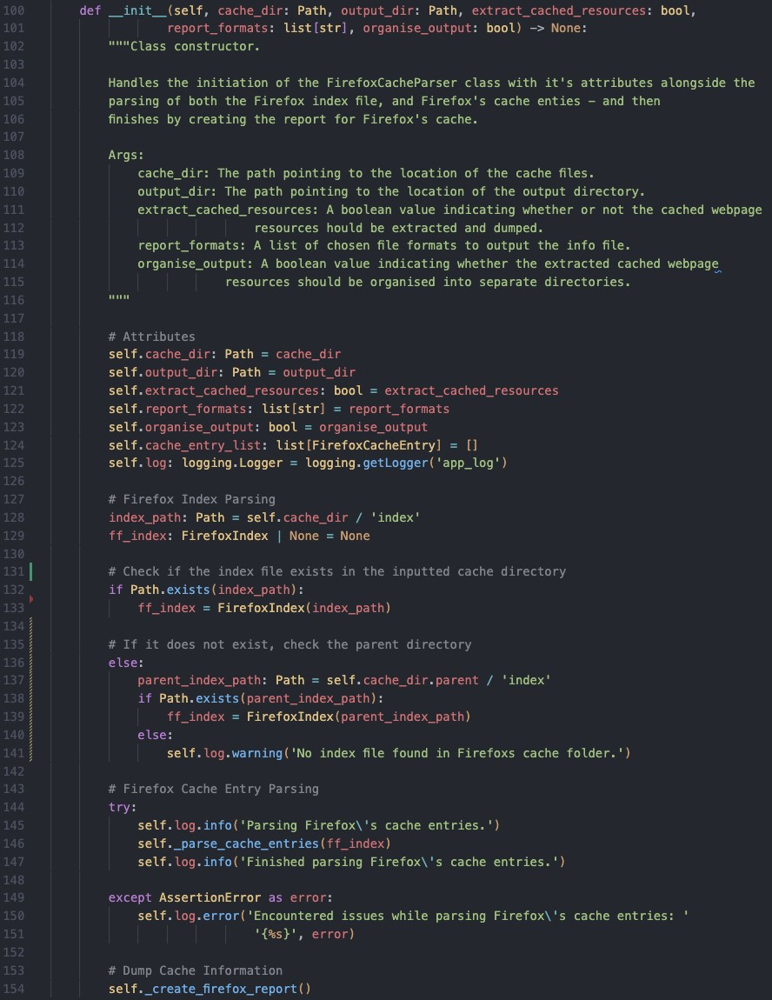 100 def __init__(self, cache_dir: Path, output_dir: Path, extract_cached_resources: bool,
101 report_formats: list[str], organise_output: bool) -> None:
102 """Class constructor.
103
104 Handles the initiation of the FirefoxCacheParser class with it's attributes alongside the
105 parsing of both the Firefox index file, and Firefox's cache enties – and then
106 finishes by creating the report for Firefox's cache.
107
108 Args:
109 cache_dir: The path pointing to the location of the cache files.
110 output_dir: The path pointing to the location of the output directory.
111 extract_cached_resources: A boolean value indicating whether or not the cached webpage
112 resources hould be extracted and dumped.
113 report_formats: A list of chosen file formats to output the info file.
114 organise_output: A boolean value indicating whether the extracted cached webpage
115 resources should be organised into separate directories.
116 """
117
118 # Attributes
119 self.cache_dir: Path = cache_dir
120 self.output_dir: Path = output_dir
121 self.extract_cached_resources: bool = extract_cached_resources
122 self.report_formats: list[str] = report_formats
123 self.organise_output: bool = organise_output
124 self.cache_entry_list: list[FirefoxCacheEntry] = []
125 self.log: logging.Logger = logging.getLogger('app_log')
126
127 # Firefox Index Parsing
128 index_path: Path = self.cache_dir / 'index'
129 ff_index: FirefoxIndex | None = None
130
131 # Check if the index file exists in the inputted cache directory
132 if Path.exists(index_path):
133 ff_index = FirefoxIndex(index_path)
134
135 # If it does not exist, check the parent directory
136 else:
137 parent_index_path: Path = self.cache_dir.parent / 'index'
138 if Path.exists(parent_index_path):
139 ff_index = FirefoxIndex(parent_index_path)
140 else:
141 self.log.warning('No index file found in Firefoxs cache folder.')
142
143 # Firefox Cache Entry Parsing
144 try:
145 self.log.info('Parsing Firefox\'s cache entries.')
146 self._parse_cache_entries(ff_index)
147 self.log.info('Finished parsing Firefox\'s cache entries.')
148
149 except AssertionError as error:
150 self.log.error('Encountered issues while parsing Firefox\'s cache entries: '
151 '{%s}', error)
152
153 # Dump Cache Information
154 self._create_firefox_report()